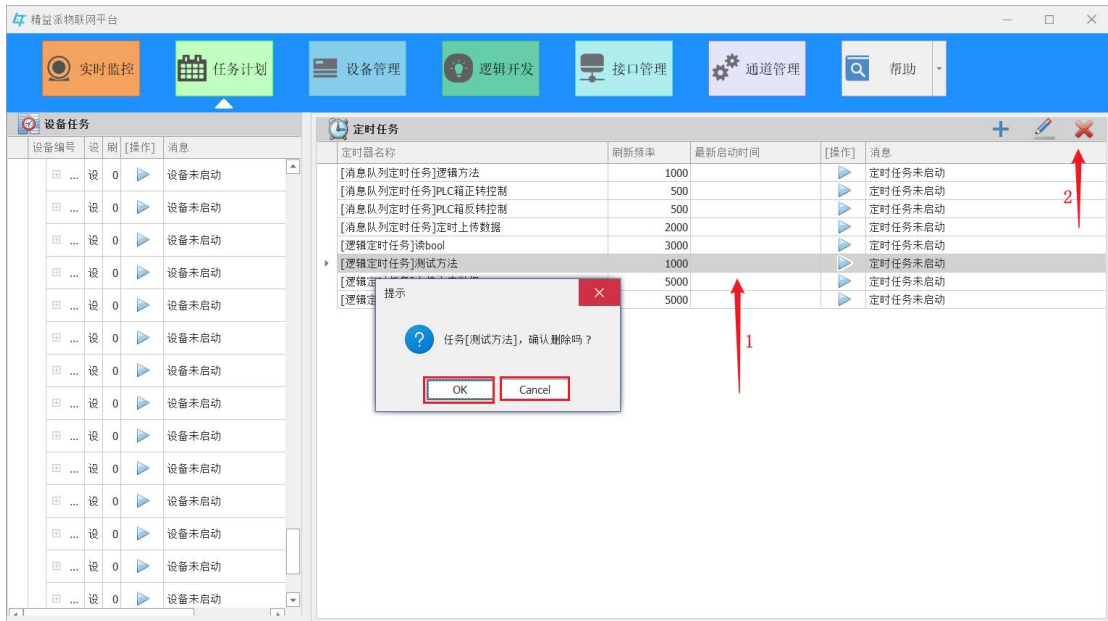 精益派物联网平台
实时监控 任务计划 设备管理 逻辑开发 接口管理 通道管理 帮助
设备任务
设备编号 设 刷 [操作] 消息
... 设 0 设备未启动
... 设 0 设备未启动
... 设 0 设备未启动
... 设 0 设备未启动
... 设 0 设备未启动
... 设 0 设备未启动
... 设 0 设备未启动
... 设 0 设备未启动
... 设 0 设备未启动
... 设 0 设备未启动
... 设 0 设备未启动
... 设 0 设备未启动
... 设 0 设备未启动
... 设 0 设备未启动
定时任务
定时器名称 刷新频率 最新启动时间 [操作] 消息
[消息队列定时任务]逻辑方法 1000 定时任务未启动
[消息队列定时任务]PLC箱正转控制 500 定时任务未启动
[消息队列定时任务]PLC箱反转控制 500 定时任务未启动
[消息队列定时任务]定时上传数据 2000 定时任务未启动
[逻辑定时任务]读bool 3000 定时任务未启动
[逻辑定时任务]测试方法 1000 定时任务未启动
[逻辑定 5000 定时任务未启动
[逻辑定 5000 定时任务未启动
2
1
提示
任务[测试方法]，确认删除吗？
OK Cancel